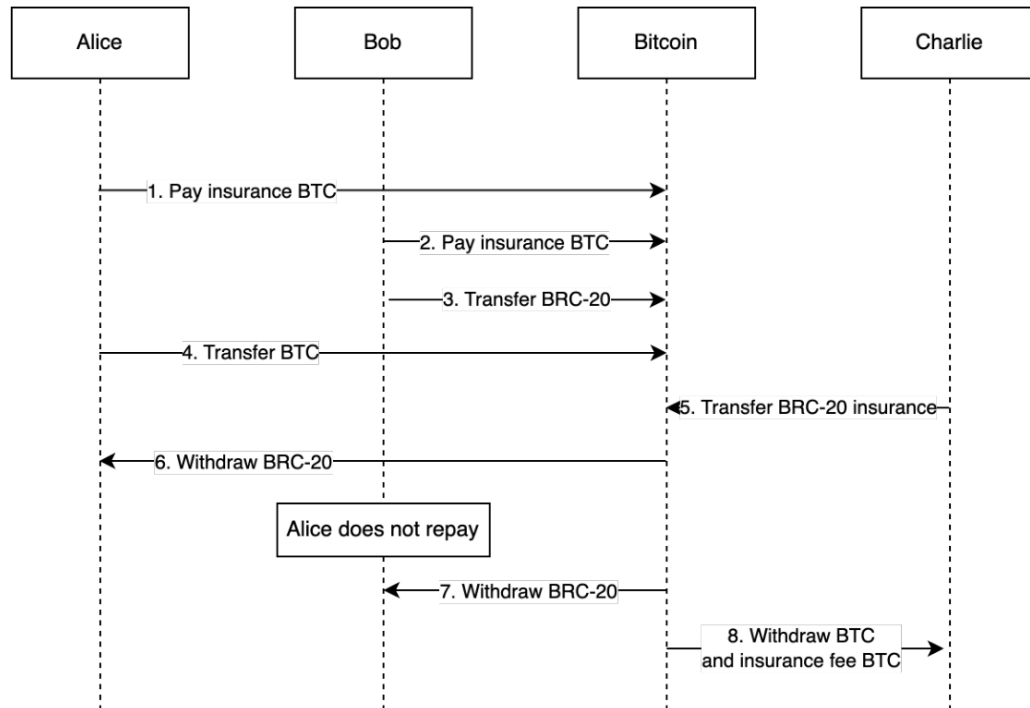 Alice
Bob
Bitcoin
Charlie
1. Pay insurance BTC
2. Pay insurance BTC
3. Transfer BRC-20
4. Transfer BTC
5. Transfer BRC-20 insurance
6. Withdraw BRC-20
Alice does not repay
7. Withdraw BRC-20
8. Withdraw BTC
and insurance fee BTC